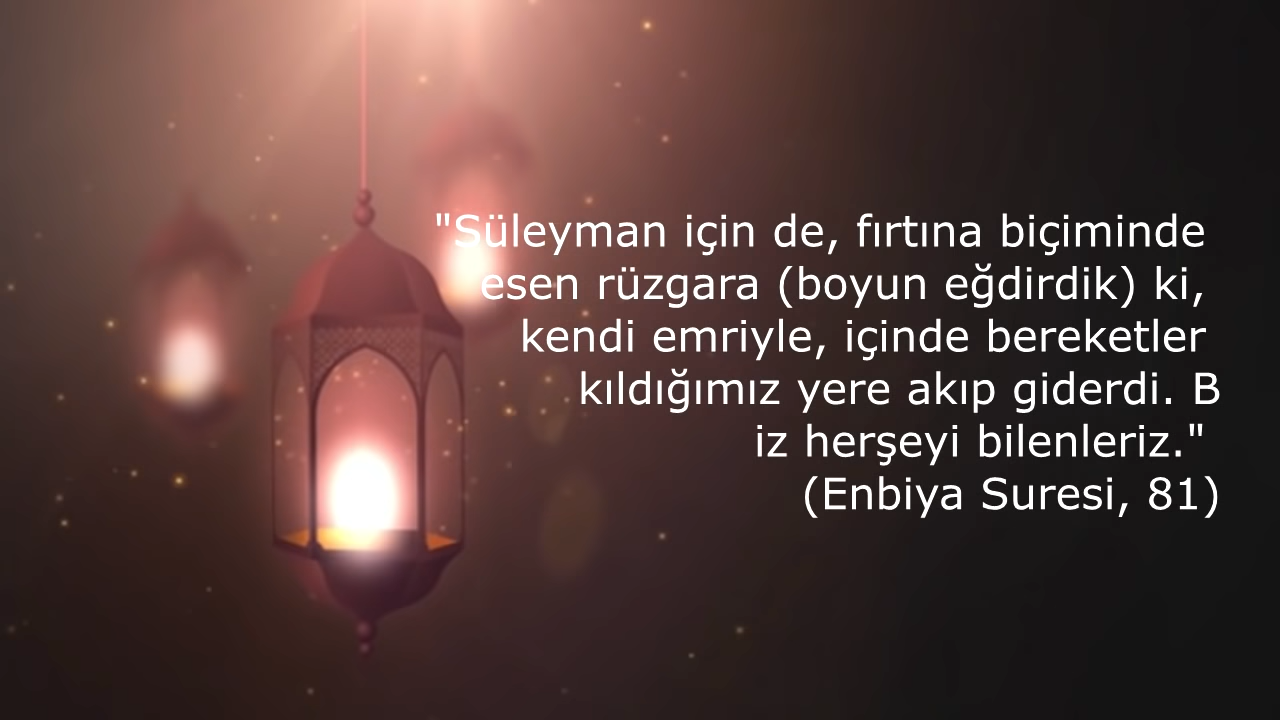 "Süleyman için de, fırtına biçiminde
esen rüzgara (boyun eğdirdik) ki,
kendi emriyle, içinde bereketler
kıldığımız yere akıp giderdi. B
iz herşeyi bilenleriz."
(Enbiya Suresi, 81)